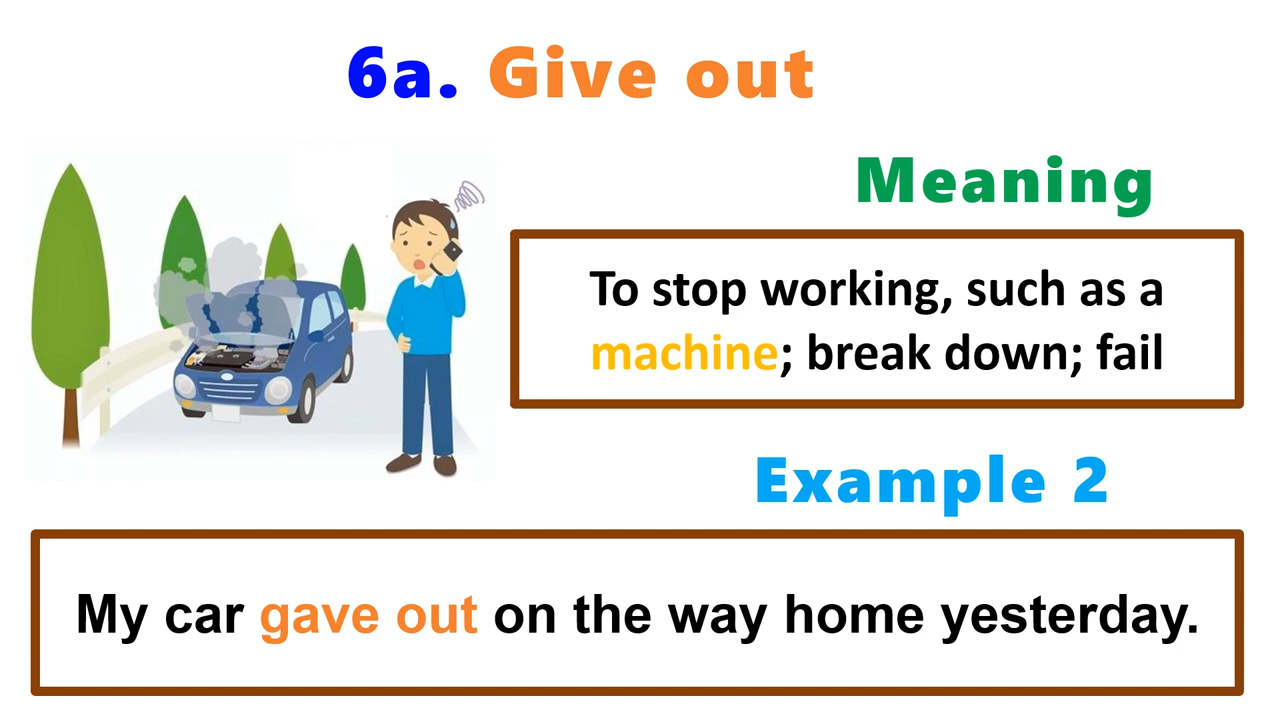 6a. Give out
Meaning
To stop working, such as a
machine; break down; fail
Example 2
My car gave out on the way home yesterday.